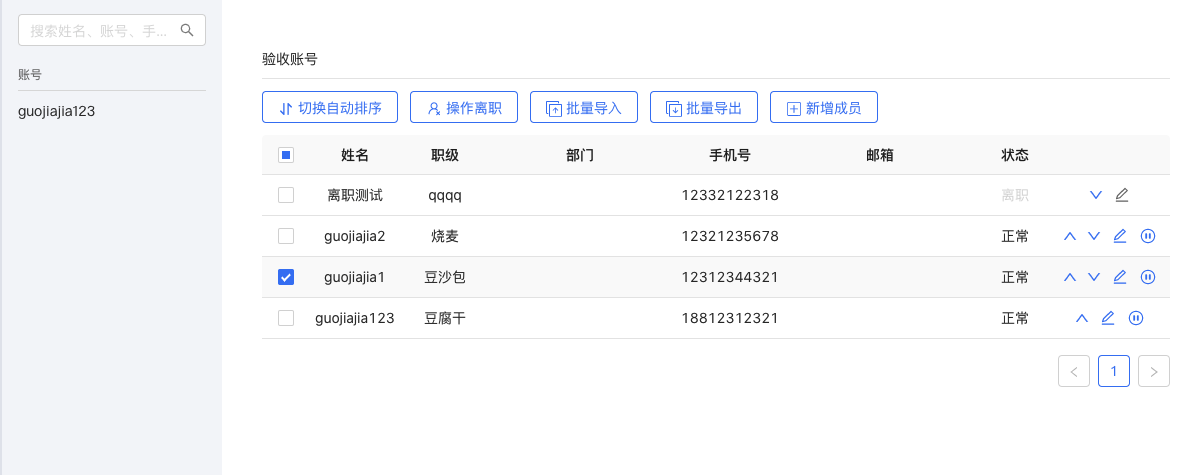 搜索姓名、账号、手...
账号
guojiajia123
验收账号
切换自动排序 操作离职 批量导入 批量导出 新增成员
姓名 职级 部门 手机号 邮箱 状态
离职测试 qqqq 12332122318 离职
guojiajia2 烧麦 12321235678 正常
guojiajia1 豆沙包 12312344321 正常
guojiajia123 豆腐干 18812312321 正常
< 1 >